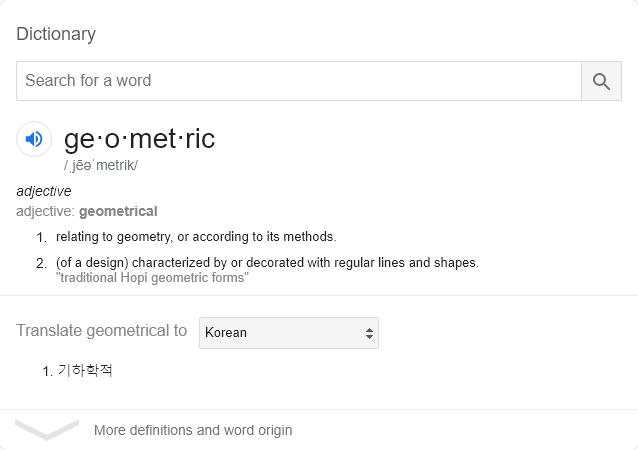 Dictionary
Search for a word
ge·o·met·ric
/ˌjēəˈmetrik/
adjective
adjective: geometrical
1. relating to geometry, or according to its methods.
2. (of a design) characterized by or decorated with regular lines and shapes.
"traditional Hopi geometric forms"
Translate geometrical to Korean
1. 기하학적
More definitions and word origin